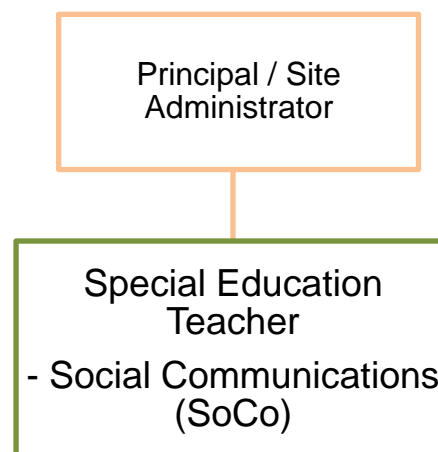 Principal / Site
Administrator
Special Education
Teacher
- Social Communications
(SoCo)